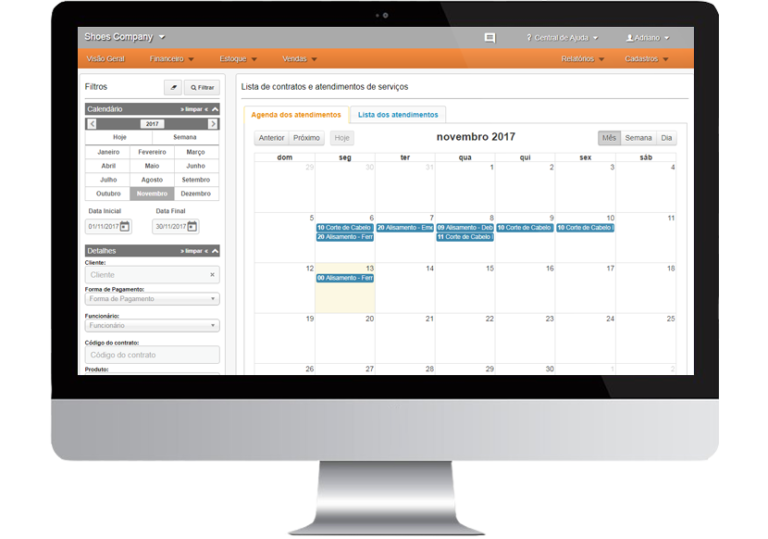 Shoes Company
? Central de Ajuda
Adriano
Visão Geral Financeiro Estoque Vendas Relatórios Cadastros
Filtros
Filtrar
Calendário » limpar «
2017
Hoje Semana
Janeiro Fevereiro Março
Abril Maio Junho
Julho Agosto Setembro
Outubro Novembro Dezembro
Data Inicial Data Final
01/11/2017 30/11/2017
Detalhes » limpar «
Cliente:
Cliente ×
Forma de Pagamento:
Forma de Pagamento
Funcionário:
Funcionário
Código do contrato:
Código do contrato
Produto:
Lista de contratos e atendimentos de serviços
Agenda dos atendimentos Lista dos atendimentos
Anterior Próximo Hoje
novembro 2017
Mês Semana Dia
dom seg ter qua qui sex sáb
29 30 31 1 2 3 4
5 6 7 8 9 10 11
10 Corte de Cabelo 20 Alisamento - Em 09 Alisamento - Deb 10 Corte de Cabelo 10 Corte de Cabelo
20 Alisamento - Fer 11 Corte de Cabelo
12 13 14 15 16 17 18
00 Alisamento - Fer
19 20 21 22 23 24 25
26 27 28 29 30 1 2